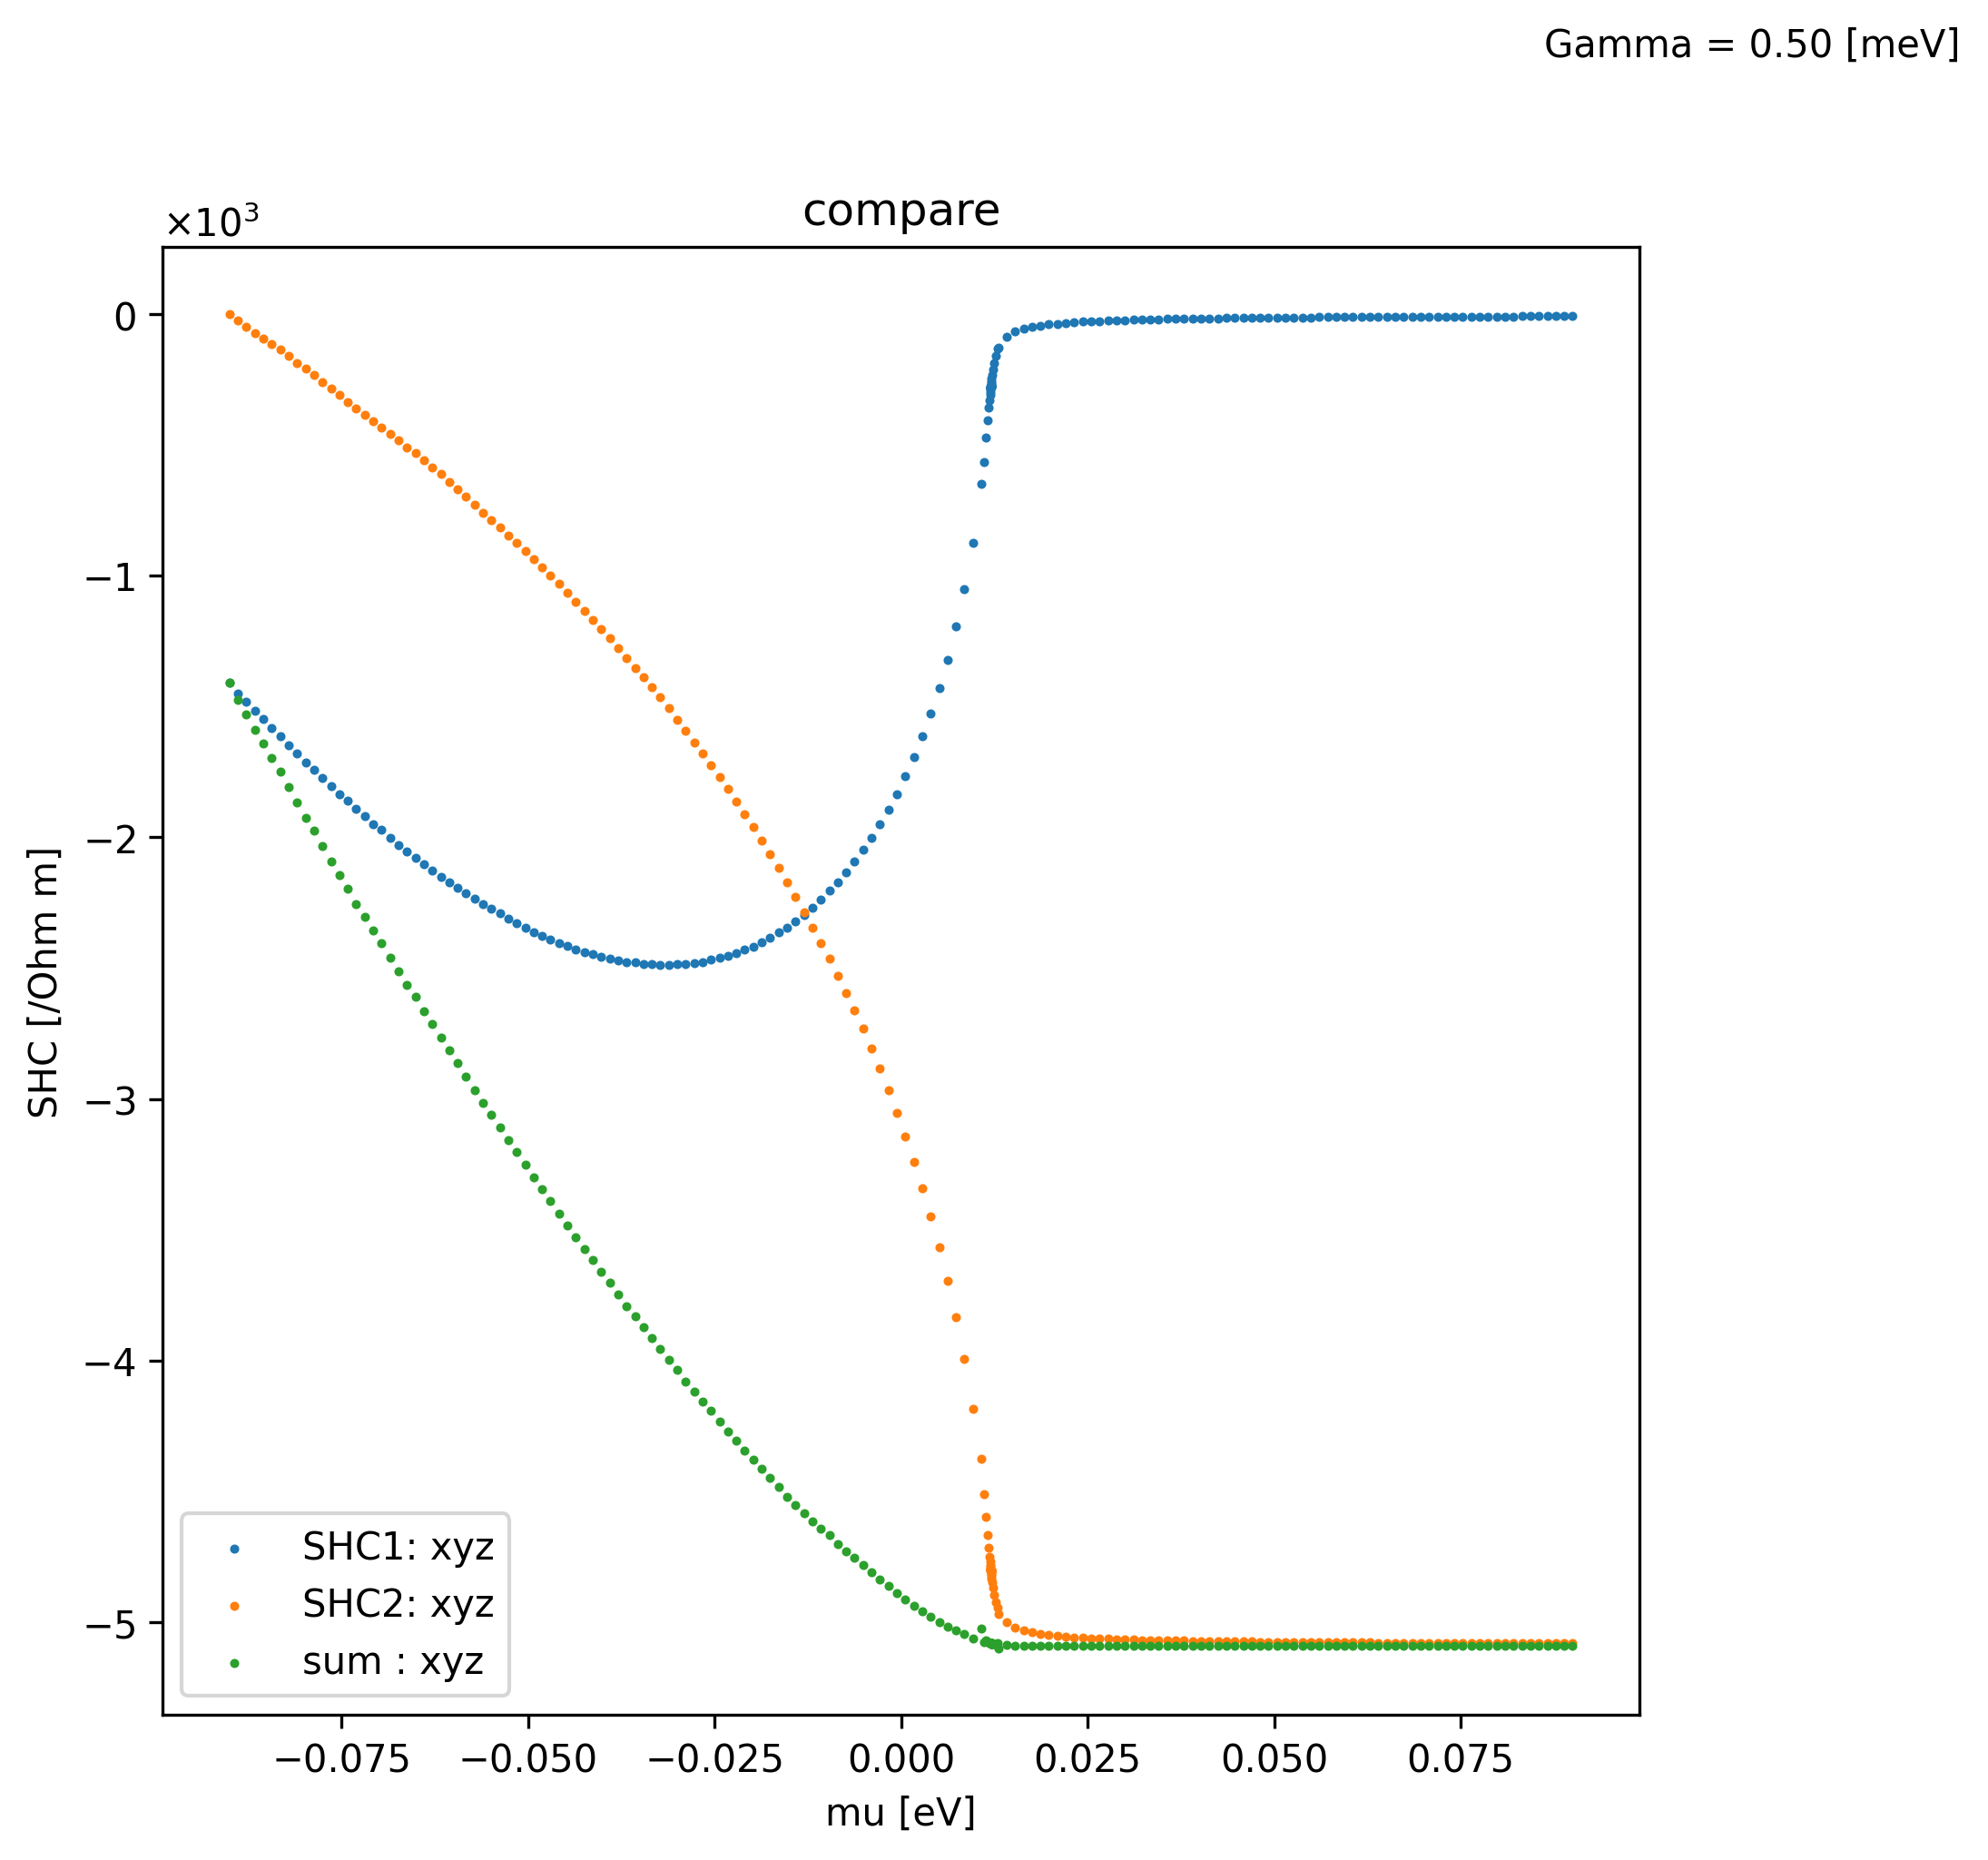 Gamma = 0.50 [meV]
compare
×10³
0
−1
−2
−3
−4
−5
SHC [/Ohm m]
SHC1: xyz
SHC2: xyz
sum : xyz
−0.075 −0.050 −0.025 0.000 0.025 0.050 0.075
mu [eV]